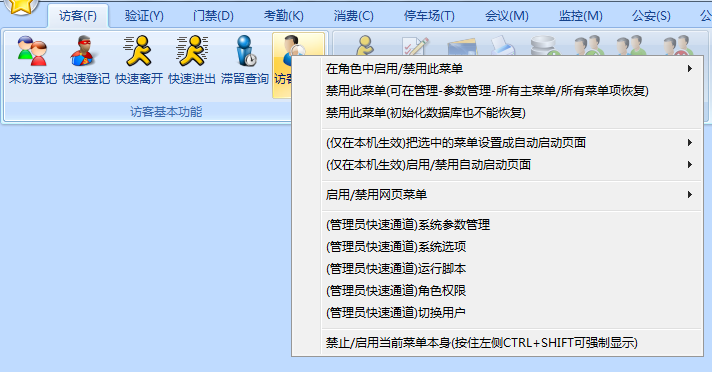 访客(F) 验证(Y) 门禁(D) 考勤(K) 消费(C) 停车场(T) 会议(M) 监控(M) 公安(S) 公
来访登记 快速登记 快速离开 快速进出 滞留查询 访客
访客基本功能
在角色中启用/禁用此菜单
禁用此菜单(可在管理-参数管理-所有主菜单/所有菜单项恢复)
禁用此菜单(初始化数据库也不能恢复)
(仅在本机生效)把选中的菜单设置成自动启动页面
(仅在本机生效)启用/禁用自动启动页面
启用/禁用网页菜单
(管理员快速通道)系统参数管理
(管理员快速通道)系统选项
(管理员快速通道)运行脚本
(管理员快速通道)角色权限
(管理员快速通道)切换用户
禁止/启用当前菜单本身(按住左侧CTRL+SHIFT可强制显示)